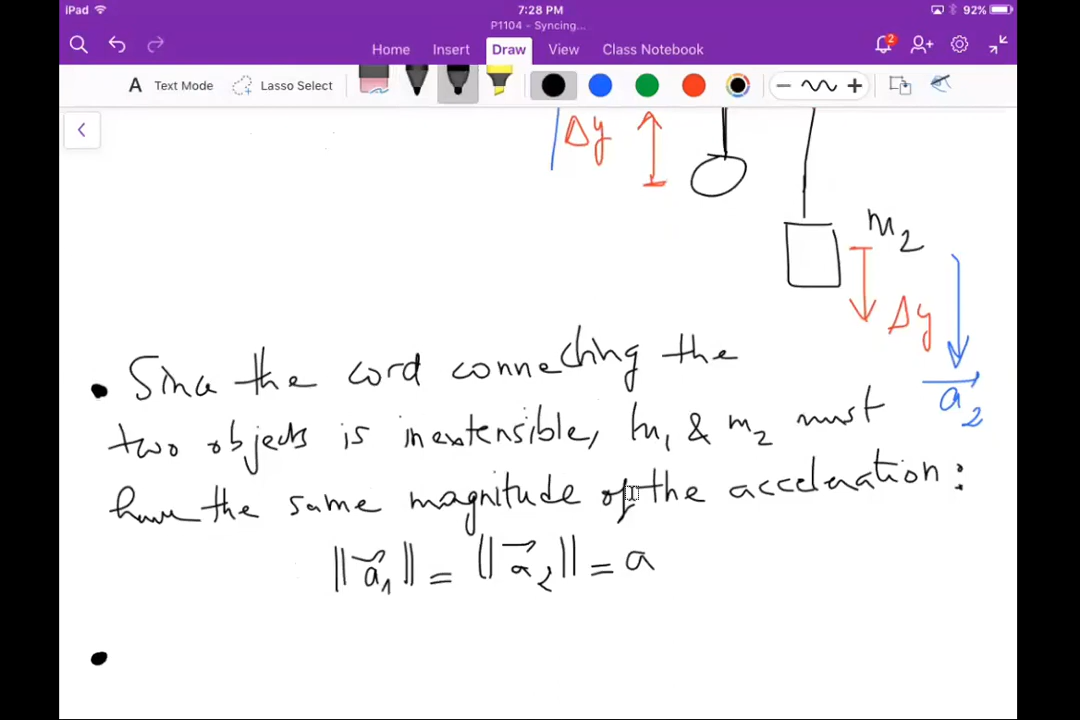 iPad
7:28 PM
92%
P1104 - Syncing...
Home Insert Draw View Class Notebook
2
A Text Mode Lasso Select
Δy
m2
Δy
a2
• Since the cord connecting the
two objects is inextensible, m1 & m2 must
have the same magnitude of the acceleration:
||a1|| = ||a2|| = a
•